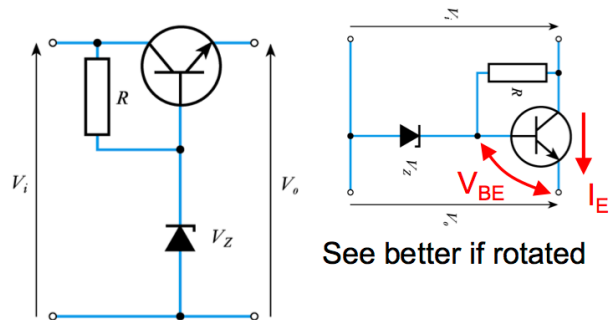 V_i
R
V_Z
V_o
V_i
R
V_Z
V_BE
I_E
V_o
See better if rotated